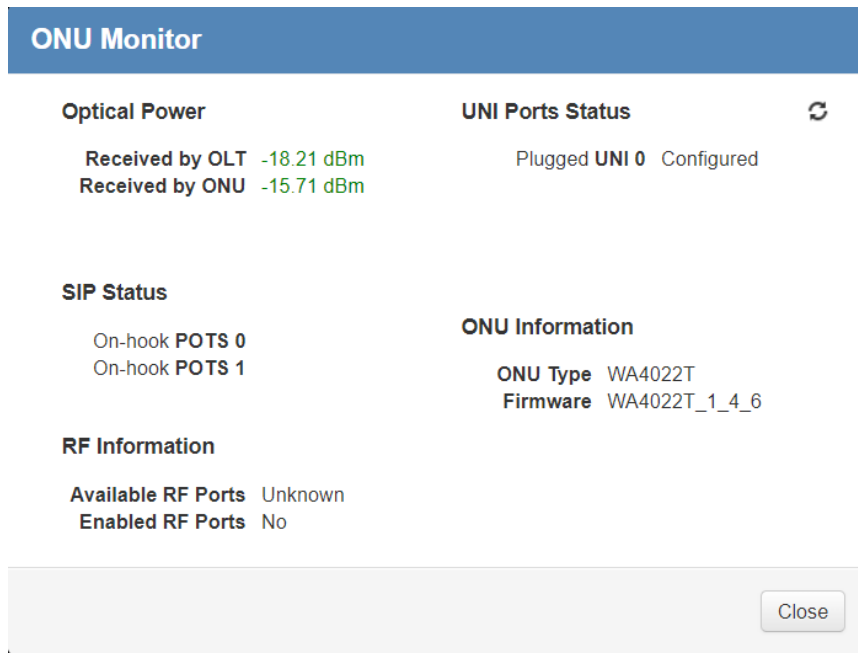 ONU Monitor
Optical Power
Received by OLT -18.21 dBm
Received by ONU -15.71 dBm
UNI Ports Status
Plugged UNI 0 Configured
SIP Status
On-hook POTS 0
On-hook POTS 1
ONU Information
ONU Type WA4022T
Firmware WA4022T_1_4_6
RF Information
Available RF Ports Unknown
Enabled RF Ports No
Close